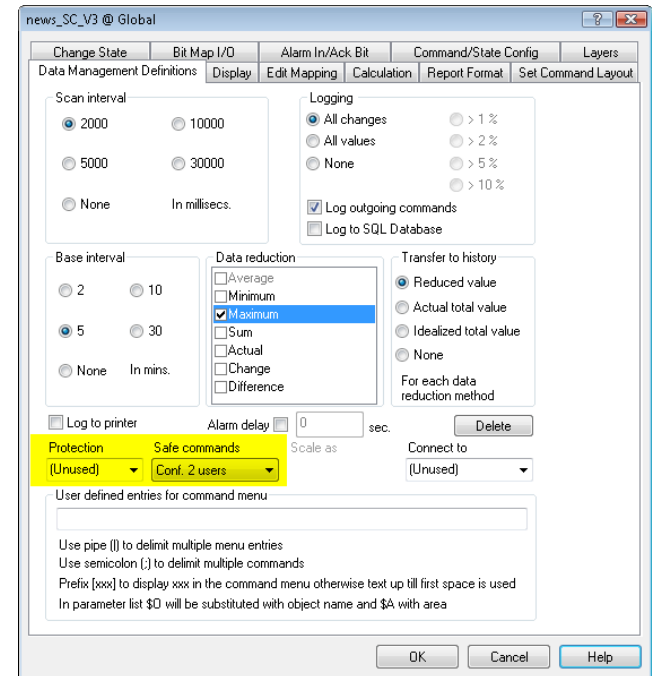 news_SC_V3 @ Global
Change State Bit Map I/O Alarm In/Ack Bit Command/State Config Layers
Data Management Definitions Display Edit Mapping Calculation Report Format Set Command Layout
Scan interval
2000 10000
5000 30000
None In millisecs.
Logging
All changes > 1 %
All values > 2 %
None > 5 %
> 10 %
Log outgoing commands
Log to SQL Database
Base interval
2 10
5 30
None In mins.
Data reduction
Average
Minimum
Maximum
Sum
Actual
Change
Difference
Transfer to history
Reduced value
Actual total value
Idealized total value
None
For each data
reduction method
Log to printer Alarm delay 0 sec. Delete
Protection Safe commands Scale as Connect to
(Unused) Conf. 2 users (Unused)
User defined entries for command menu
Use pipe (|) to delimit multiple menu entries
Use semicolon (;) to delimit multiple commands
Prefix [xxx] to display xxx in the command menu otherwise text up till first space is used
In parameter list $O will be substituted with object name and $A with area
OK Cancel Help